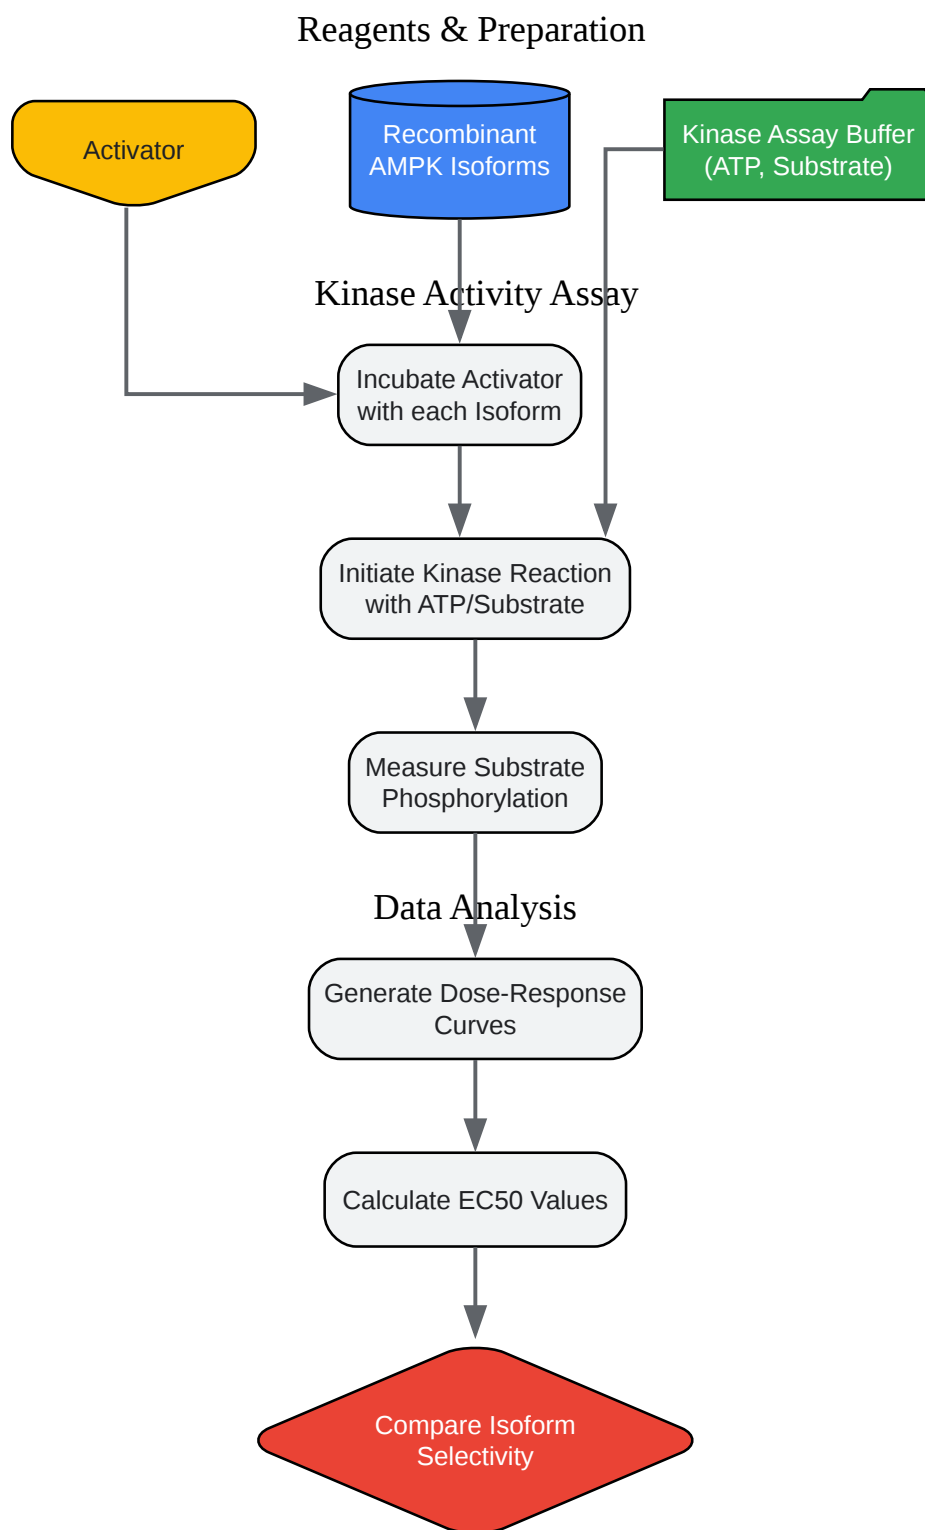 Reagents & Preparation
Activator
Recombinant
AMPK Isoforms
Kinase Assay Buffer
(ATP, Substrate)
Kinase Activity Assay
Incubate Activator
with each Isoform
Initiate Kinase Reaction
with ATP/Substrate
Measure Substrate
Phosphorylation
Data Analysis
Generate Dose-Response
Curves
Calculate EC50 Values
Compare Isoform
Selectivity